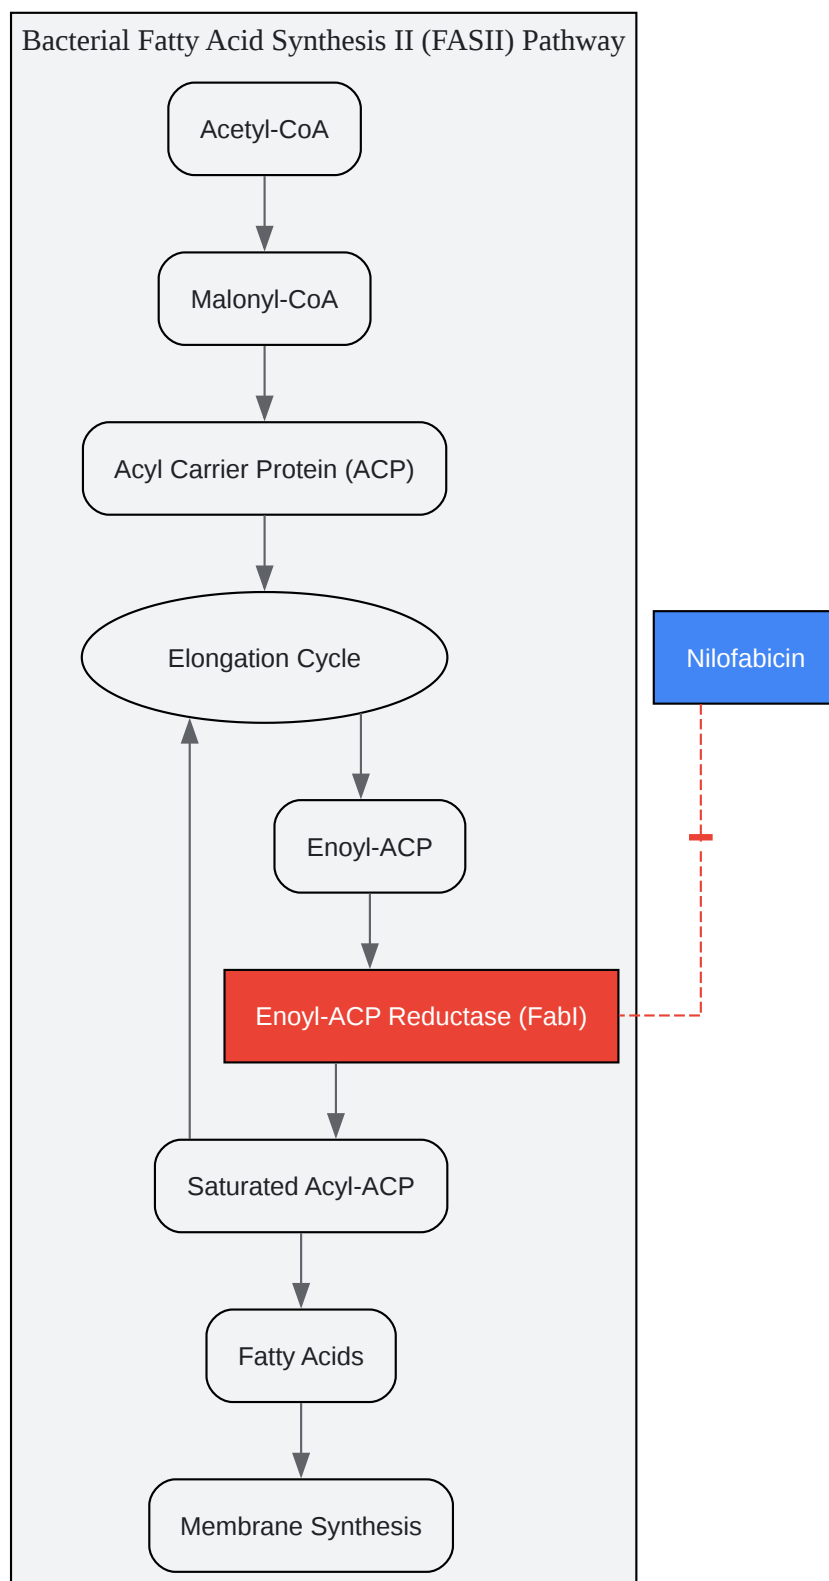 Bacterial Fatty Acid Synthesis II (FASII) Pathway
Acetyl-CoA
Malonyl-CoA
Acyl Carrier Protein (ACP)
Elongation Cycle
Nilofabicin
Enoyl-ACP
Enoyl-ACP Reductase (FabI)
Saturated Acyl-ACP
Fatty Acids
Membrane Synthesis